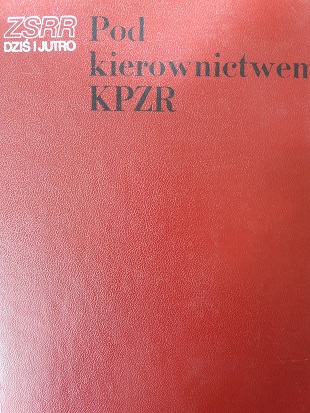 ZSRR
DZIŚ I JUTRO
Pod
kierownictwem
KPZR